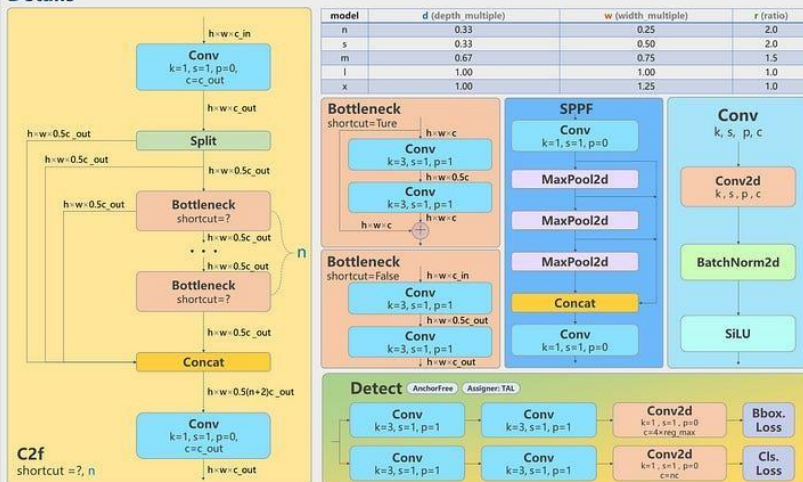 Details
h×w×c_in
Conv
k=1, s=1, p=0,
c=c_out
h×w×c_out
h×w×0.5c_out
Split
h×w×0.5c_out
h×w×0.5c_out
h×w×0.5c_out
Bottleneck
shortcut=?
h×w×0.5c_out
• • •
n
h×w×0.5c_out
Bottleneck
shortcut=?
h×w×0.5c_out
Concat
h×w×0.5(n+2)c_out
Conv
k=1, s=1, p=0,
c=c_out
C2f
shortcut =?, n
h×w×c_out
model d (depth_multiple) w (width_multiple) r (ratio)
n 0.33 0.25 2.0
s 0.33 0.50 2.0
m 0.67 0.75 1.5
l 1.00 1.00 1.0
x 1.00 1.25 1.0
Bottleneck
shortcut=Ture
h×w×c
Conv
k=3, s=1, p=1
h×w×0.5c
Conv
k=3, s=1, p=1
h×w×c
h×w×c
+
Bottleneck
shortcut=False
h×w×c_in
Conv
k=3, s=1, p=1
h×w×0.5c_out
Conv
k=3, s=1, p=1
h×w×c_out
SPPF
Conv
k=1, s=1, p=0
MaxPool2d
MaxPool2d
MaxPool2d
Concat
Conv
k=1, s=1, p=0
Conv
k, s, p, c
Conv2d
k, s, p, c
BatchNorm2d
SiLU
Detect AnchorFree Assigner: TAL
Conv
k=3, s=1, p=1
Conv
k=3, s=1, p=1
Conv2d
k=1, s=1, p=0
c=4×reg_max
Bbox.
Loss
Conv
k=3, s=1, p=1
Conv
k=3, s=1, p=1
Conv2d
k=1, s=1, p=0
c=nc
Cls.
Loss